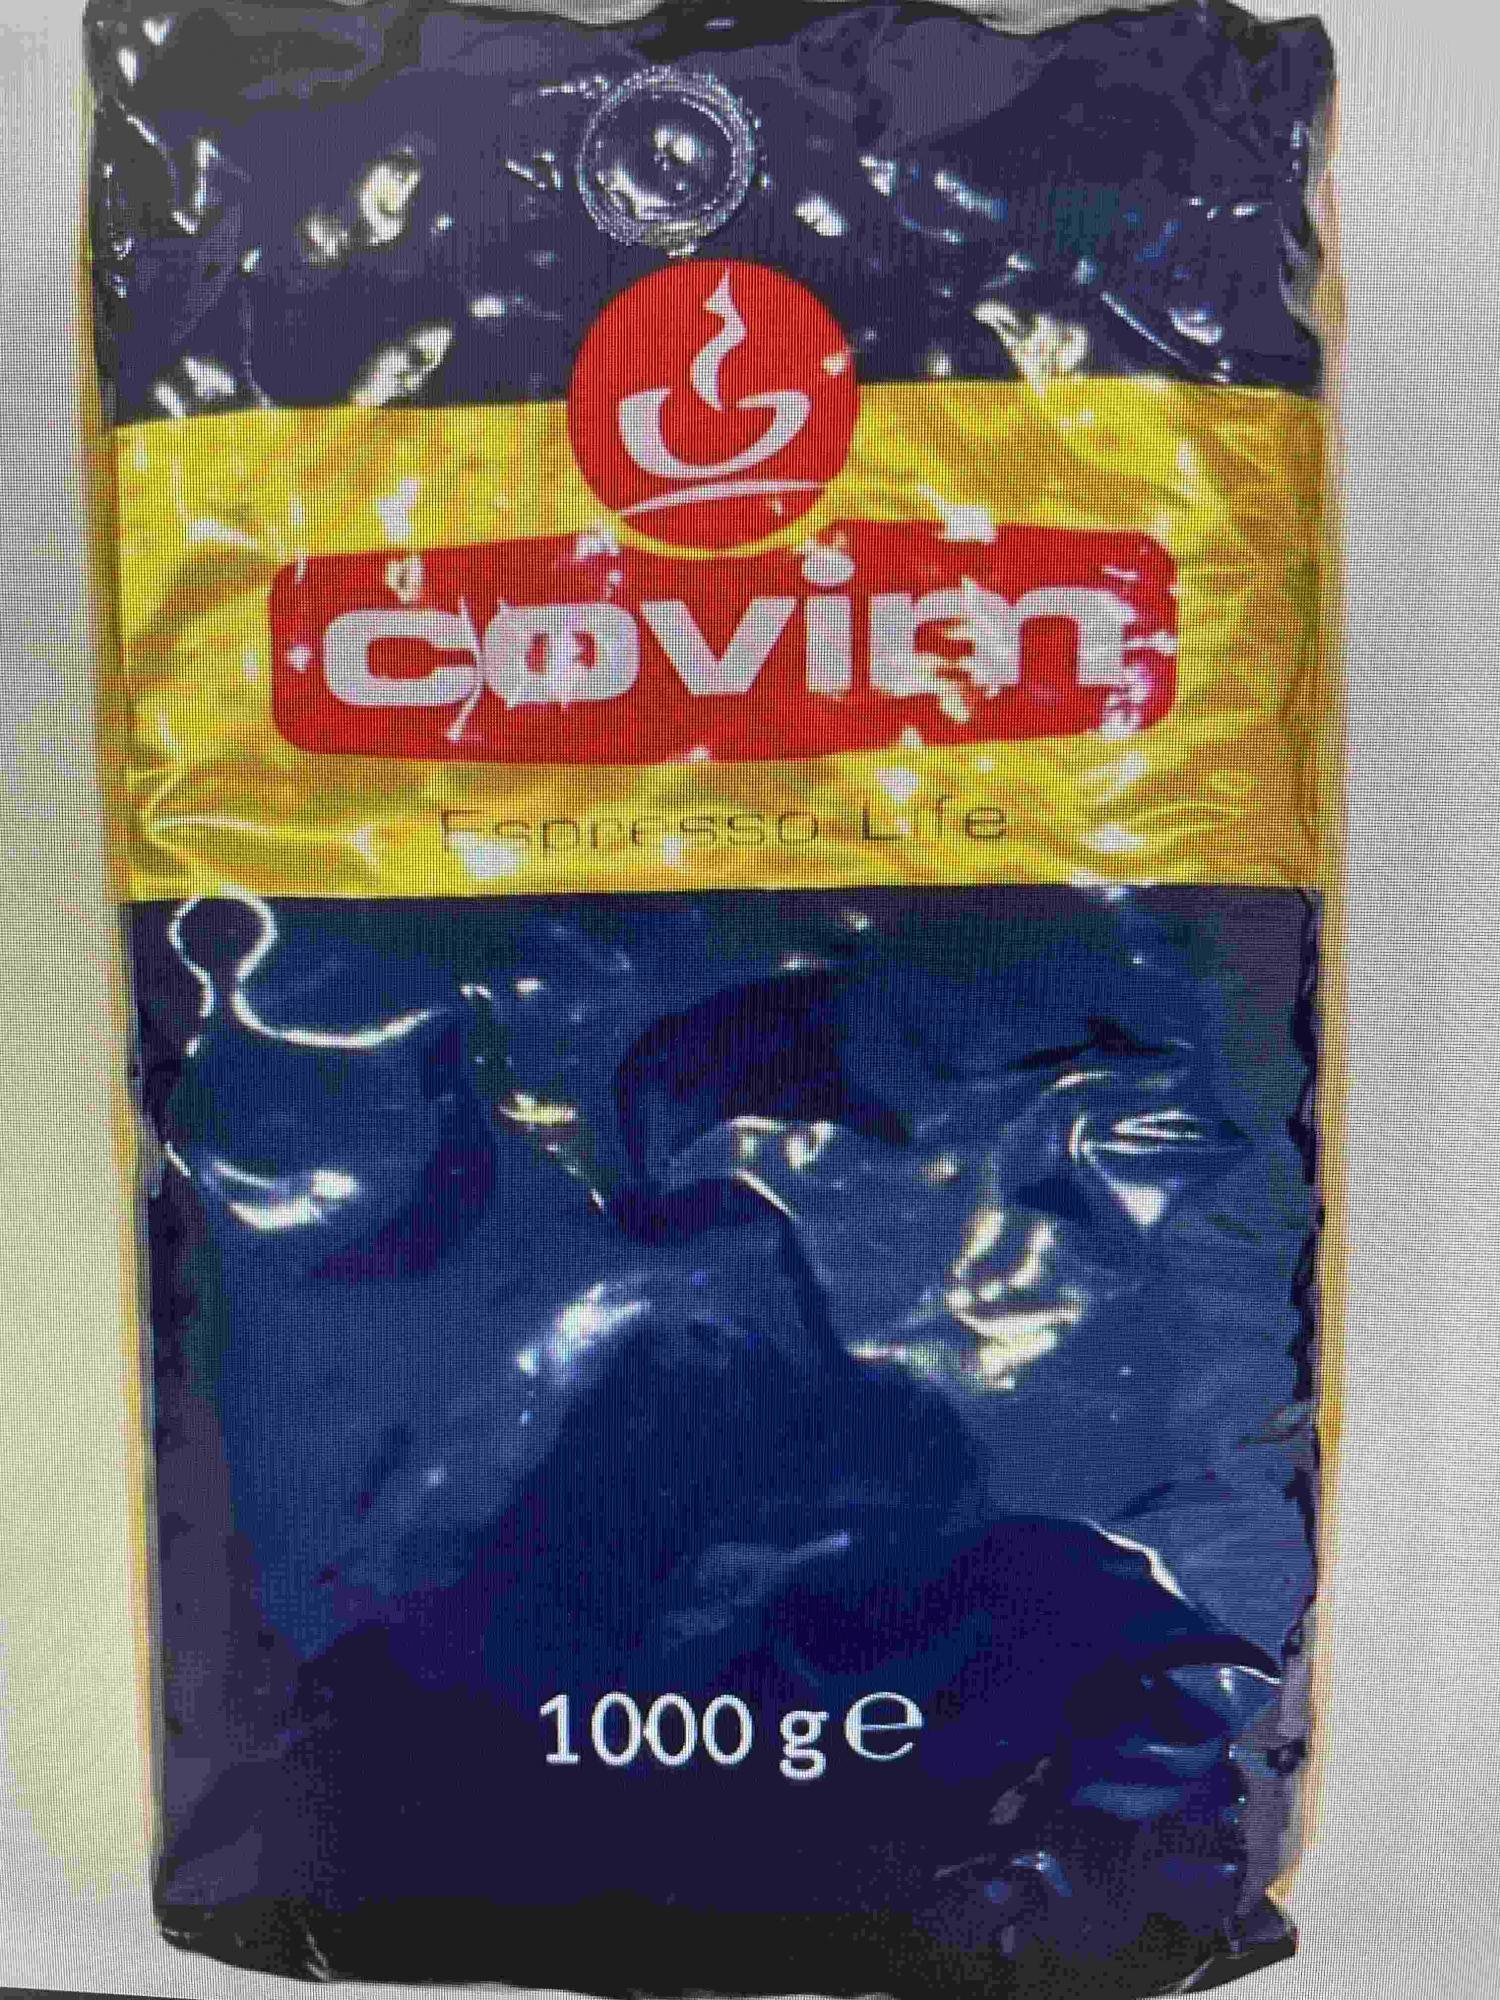 covim
Espresso Life
1000 g ℮